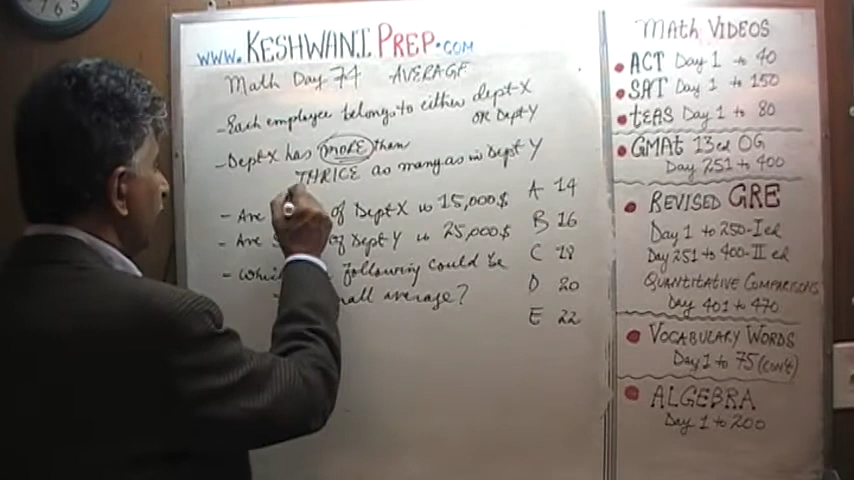 www.KESHWANI PREP.COM
Math Day 74 AVERAGE
- Each employee belongs to either dept-X
OR Dept-Y
- Dept-X has MORE than
THRICE as many as in Dept Y
of Dept-X is 15,000$
of Dept-Y is 25,000$
following could be
average?
A 14
B 16
C 18
D 20
E 22
Math VIDEOS
ACT Day 1 to 40
SAT Day 1 to 150
tEAS Day 1 to 80
GMAt 13ed OG
Day 251 to 400
REVISED GRE
Day 1 to 250-I ed
Day 251 to 400-II ed
QUANTITATIVE COMPARISONS
Day 401 to 470
VOCABULARY WORDS
Day 1 to 75 (con't)
ALGEBRA
Day 1 to 200